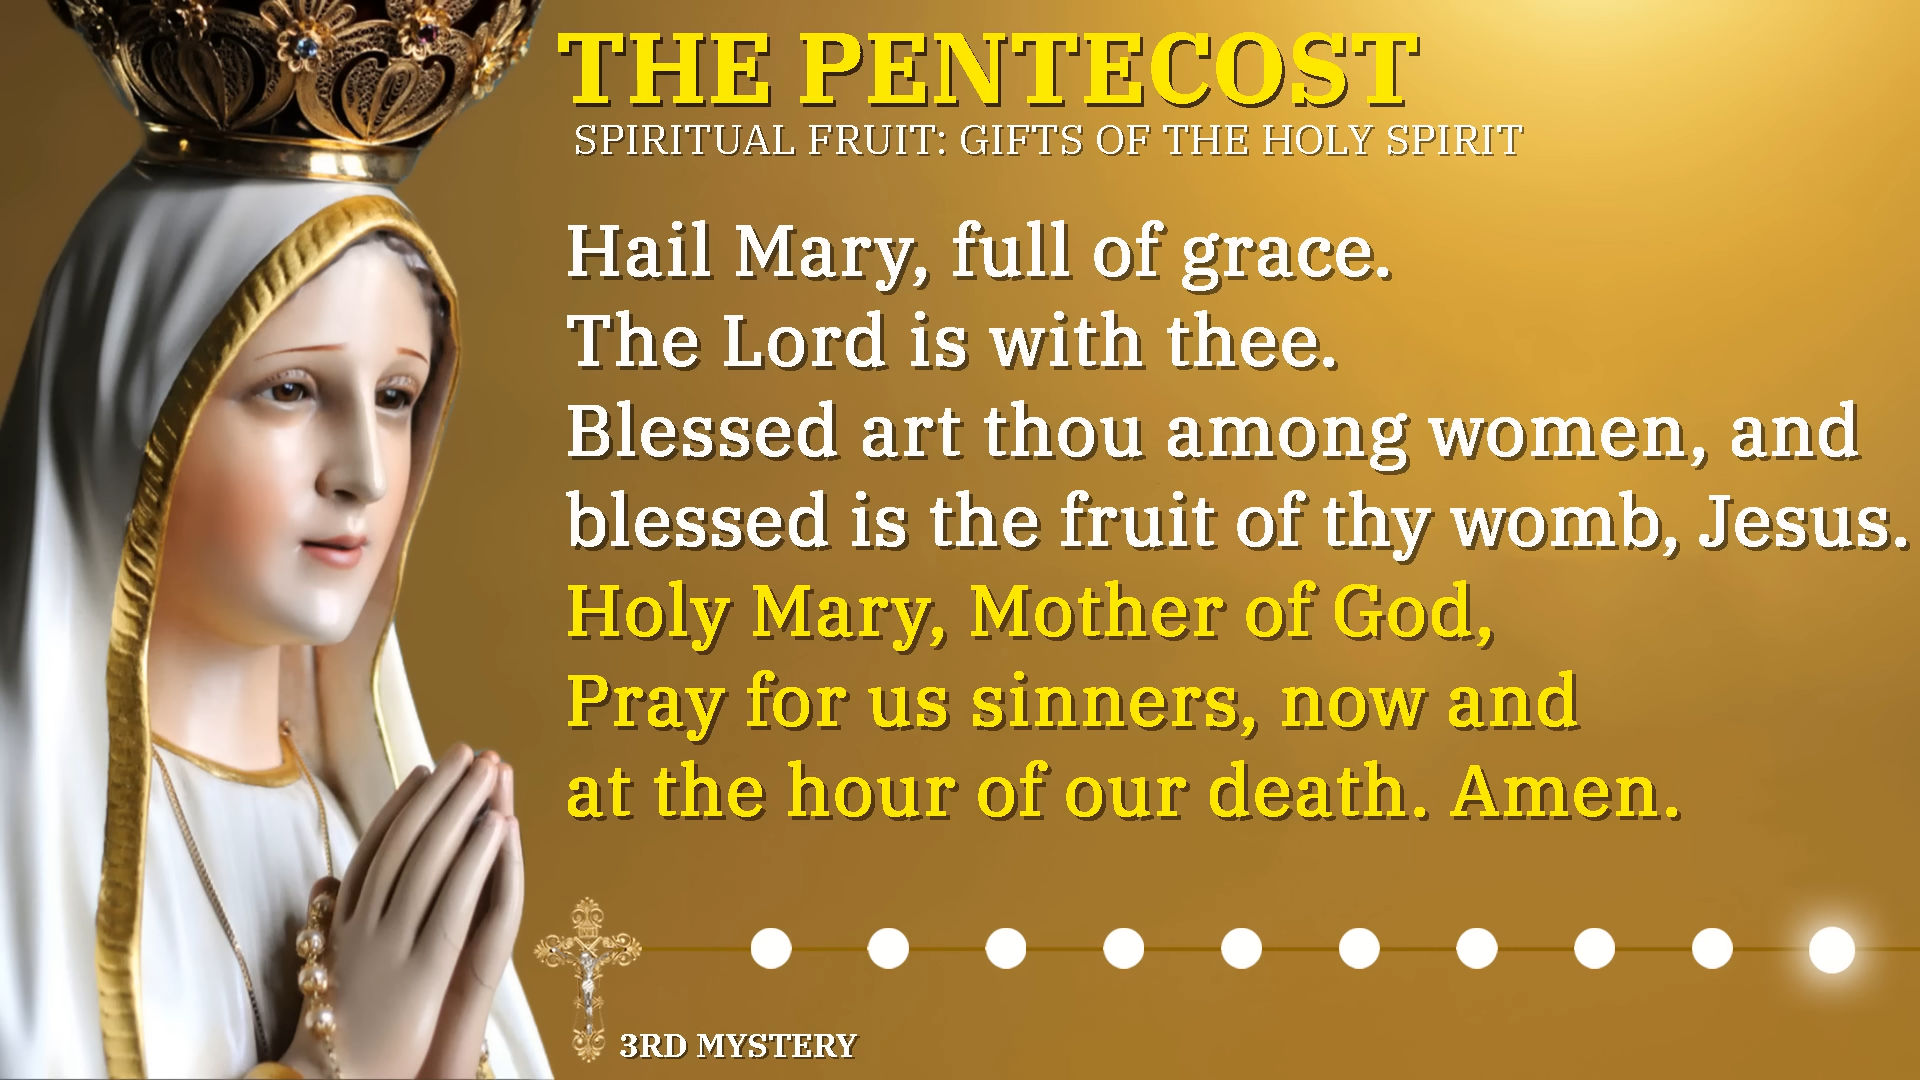 THE PENTECOST
SPIRITUAL FRUIT: GIFTS OF THE HOLY SPIRIT
Hail Mary, full of grace.
The Lord is with thee.
Blessed art thou among women, and
blessed is the fruit of thy womb, Jesus.
Holy Mary, Mother of God,
Pray for us sinners, now and
at the hour of our death. Amen.
3RD MYSTERY